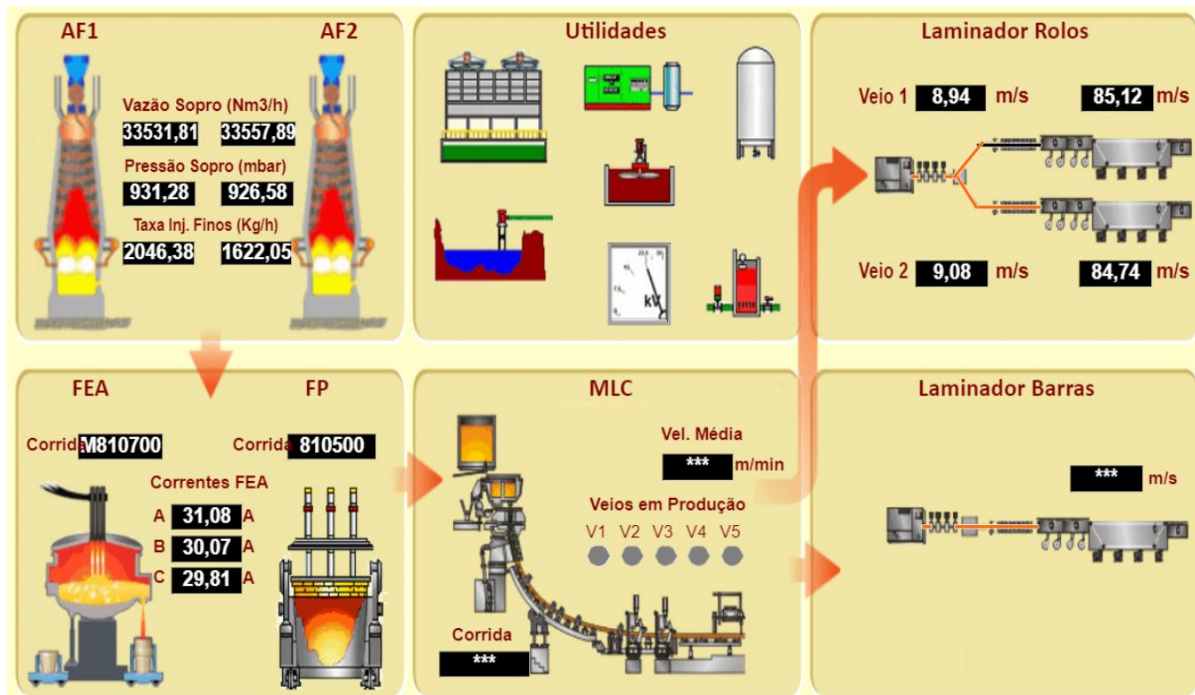 AF1
AF2
Vazão Sopro (Nm3/h)
33531,81 33557,89
Pressão Sopro (mbar)
931,28 926,58
Taxa Inj. Finos (Kg/h)
2046,38 1622,05
Utilidades
kV
Laminador Rolos
Veio 1 8,94 m/s 85,12 m/s
Veio 2 9,08 m/s 84,74 m/s
FEA
FP
Corrida M810700
Corrida 810500
Correntes FEA
A 31,08 A
B 30,07 A
C 29,81 A
MLC
Vel. Média
*** m/min
Veios em Produção
V1 V2 V3 V4 V5
Corrida
***
Laminador Barras
*** m/s